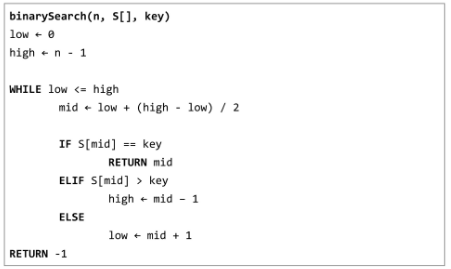 binarySearch(n, S[], key)
low ← 0
high ← n - 1
WHILE low <= high
mid ← low + (high - low) / 2
IF S[mid] == key
RETURN mid
ELIF S[mid] > key
high ← mid – 1
ELSE
low ← mid + 1
RETURN -1